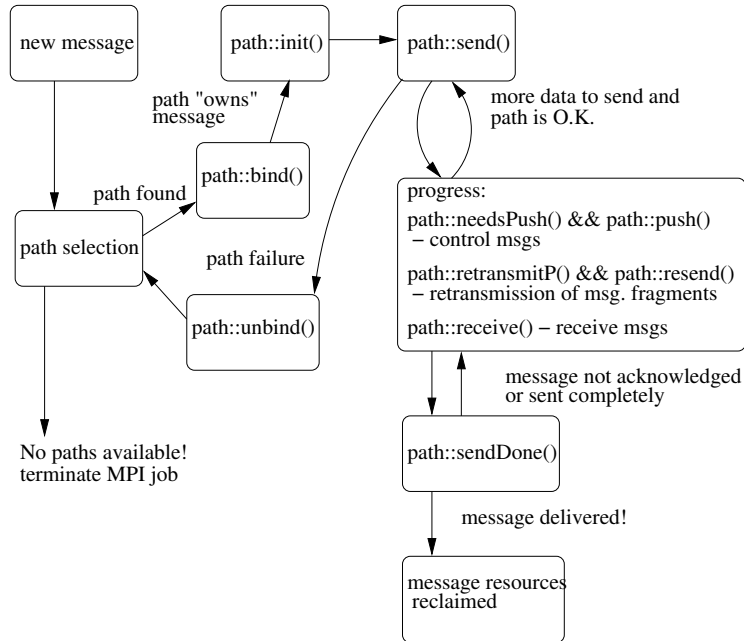 new message
path::init()
path::send()
path "owns"
message
more data to send and
path is O.K.
path::bind()
path found
path selection
path failure
path::unbind()
progress:
path::needsPush() && path::push()
– control msgs
path::retransmitP() && path::resend()
– retransmission of msg. fragments
path::receive() – receive msgs
message not acknowledged
or sent completely
No paths available!
terminate MPI job
path::sendDone()
message delivered!
message resources
reclaimed